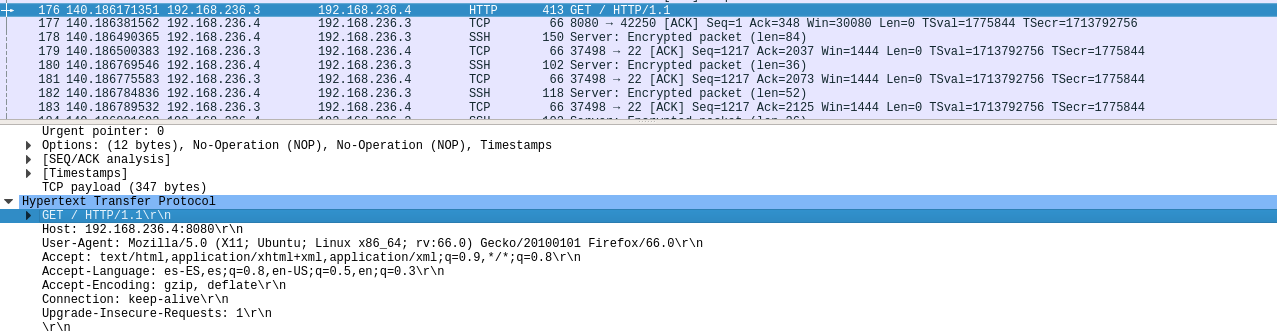 176 140.186171351 192.168.236.3 192.168.236.4 HTTP 413 GET / HTTP/1.1
177 140.186381562 192.168.236.4 192.168.236.3 TCP 66 8080 → 42250 [ACK] Seq=1 Ack=348 Win=30080 Len=0 TSval=1775844 TSecr=1713792756
178 140.186490365 192.168.236.4 192.168.236.3 SSH 150 Server: Encrypted packet (len=84)
179 140.186500383 192.168.236.3 192.168.236.4 TCP 66 37498 → 22 [ACK] Seq=1217 Ack=2037 Win=1444 Len=0 TSval=1713792756 TSecr=1775844
180 140.186769546 192.168.236.4 192.168.236.3 SSH 102 Server: Encrypted packet (len=36)
181 140.186775583 192.168.236.3 192.168.236.4 TCP 66 37498 → 22 [ACK] Seq=1217 Ack=2073 Win=1444 Len=0 TSval=1713792756 TSecr=1775844
182 140.186784836 192.168.236.4 192.168.236.3 SSH 118 Server: Encrypted packet (len=52)
183 140.186789532 192.168.236.3 192.168.236.4 TCP 66 37498 → 22 [ACK] Seq=1217 Ack=2125 Win=1444 Len=0 TSval=1713792756 TSecr=1775844
Urgent pointer: 0
Options: (12 bytes), No-Operation (NOP), No-Operation (NOP), Timestamps
[SEQ/ACK analysis]
[Timestamps]
TCP payload (347 bytes)
Hypertext Transfer Protocol
GET / HTTP/1.1\r\n
Host: 192.168.236.4:8080\r\n
User-Agent: Mozilla/5.0 (X11; Ubuntu; Linux x86_64; rv:66.0) Gecko/20100101 Firefox/66.0\r\n
Accept: text/html,application/xhtml+xml,application/xml;q=0.9,*/*;q=0.8\r\n
Accept-Language: es-ES,es;q=0.8,en-US;q=0.5,en;q=0.3\r\n
Accept-Encoding: gzip, deflate\r\n
Connection: keep-alive\r\n
Upgrade-Insecure-Requests: 1\r\n
\r\n